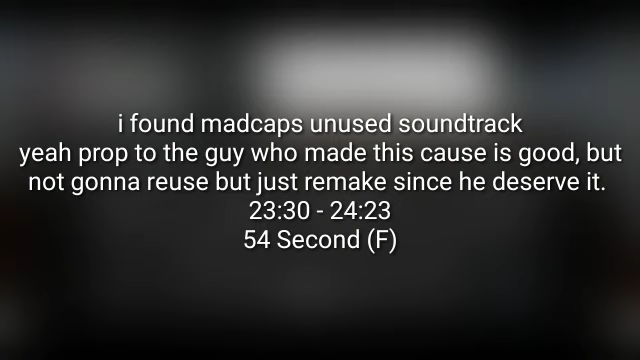 i found madcaps unused soundtrack
yeah prop to the guy who made this cause is good, but
not gonna reuse but just remake since he deserve it.
23:30 - 24:23
54 Second (F)